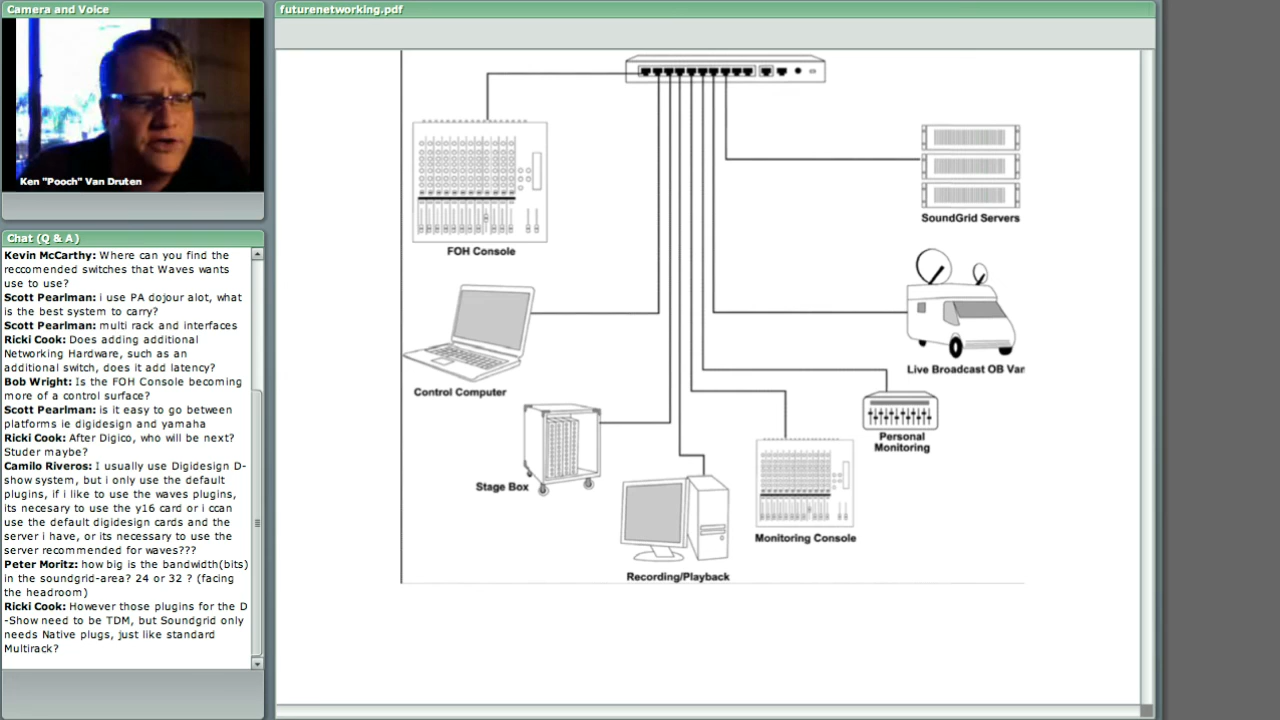 Camera and Voice
Ken "Pooch" Van Druten
Chat (Q & A)
Kevin McCarthy: Where can you find the
reccomended switches that Waves wants
use to use?
Scott Pearlman: i use PA dojour alot, what
is the best system to carry?
Scott Pearlman: multi rack and interfaces
Ricki Cook: Does adding additional
Networking Hardware, such as an
additional switch, does it add latency?
Bob Wright: Is the FOH Console becoming
more of a control surface?
Scott Pearlman: is it easy to go between
platforms ie digidesign and yamaha
Ricki Cook: After Digico, who will be next?
Studer maybe?
Camilo Riveros: I usually use Digidesign D-
show system, but i only use the default
plugins, if i like to use the waves plugins,
its necesary to use the y16 card or i ccan
use the default digidesign cards and the
server i have, or its necessary to use the
server recommended for waves???
Peter Moritz: how big is the bandwidth(bits)
in the soundgrid-area? 24 or 32 ? (facing
the headroom)
Ricki Cook: However those plugins for the D
-Show need to be TDM, but Soundgrid only
needs Native plugs, just like standard
Multirack?
futurenetworking.pdf
FOH Console
SoundGrid Servers
Control Computer
Live Broadcast OB Van
Personal
Monitoring
Stage Box
Monitoring Console
Recording/Playback